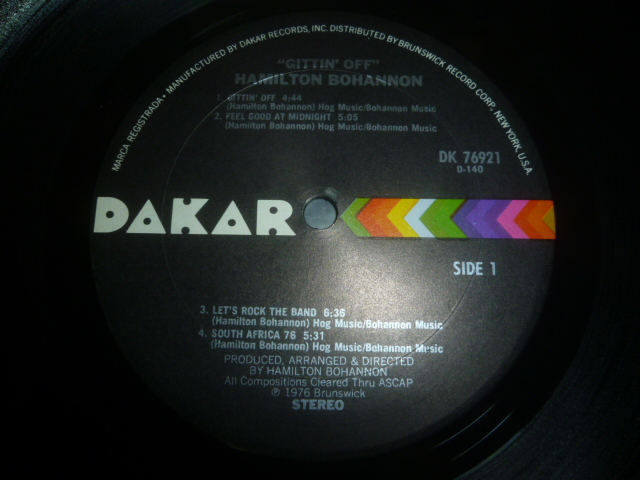 MARCA REGISTRADA • MANUFACTURED BY DAKAR RECORDS, INC. DISTRIBUTED BY BRUNSWICK RECORD CORP. NEW YORK, U.S.A.
"GITTIN' OFF"
HAMILTON BOHANNON
1. GITTIN' OFF 4:44
(Hamilton Bohannon) Hog Music/Bohannon Music
2. FEEL GOOD AT MIDNIGHT 5:05
(Hamilton Bohannon) Hog Music/Bohannon Music
DK 76921
D-140
DAKAR
SIDE 1
3. LET'S ROCK THE BAND 6:36
(Hamilton Bohannon) Hog Music/Bohannon Music
4. SOUTH AFRICA 76 5:31
(Hamilton Bohannon) Hog Music/Bohannon Music
PRODUCED, ARRANGED & DIRECTED
BY HAMILTON BOHANNON
All Compositions Cleared Thru ASCAP
℗ 1976 Brunswick
STEREO